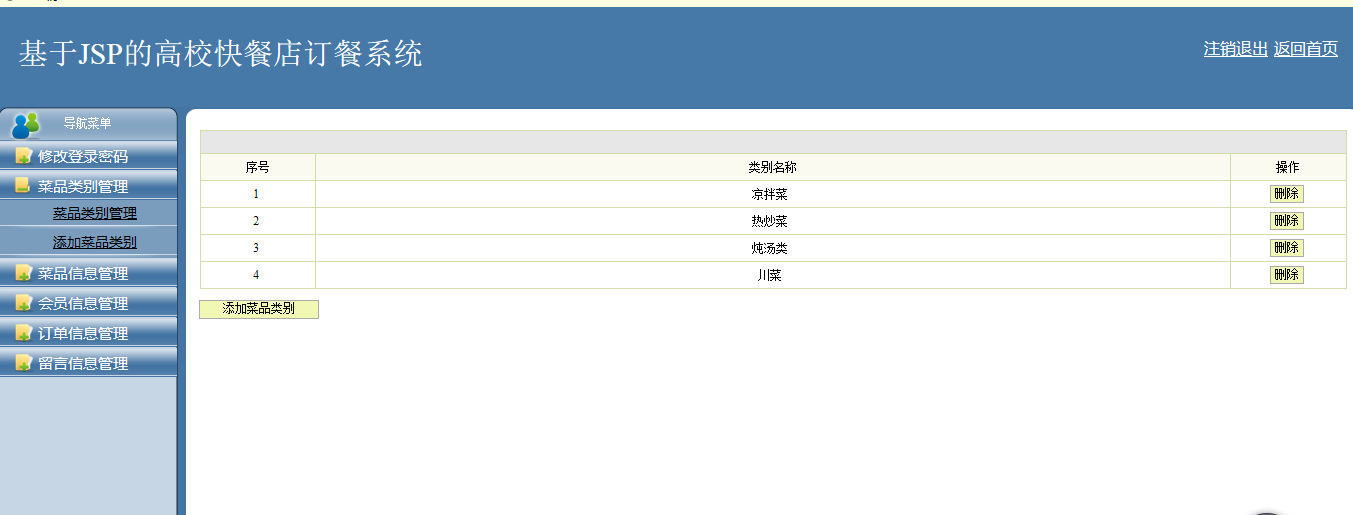 基于JSP的高校快餐店订餐系统
注销退出 返回首页
导航菜单
修改登录密码
菜品类别管理
菜品类别管理
添加菜品类别
菜品信息管理
会员信息管理
订单信息管理
留言信息管理
序号 类别名称 操作
1 凉拌菜 删除
2 热炒菜 删除
3 炖汤类 删除
4 川菜 删除
添加菜品类别